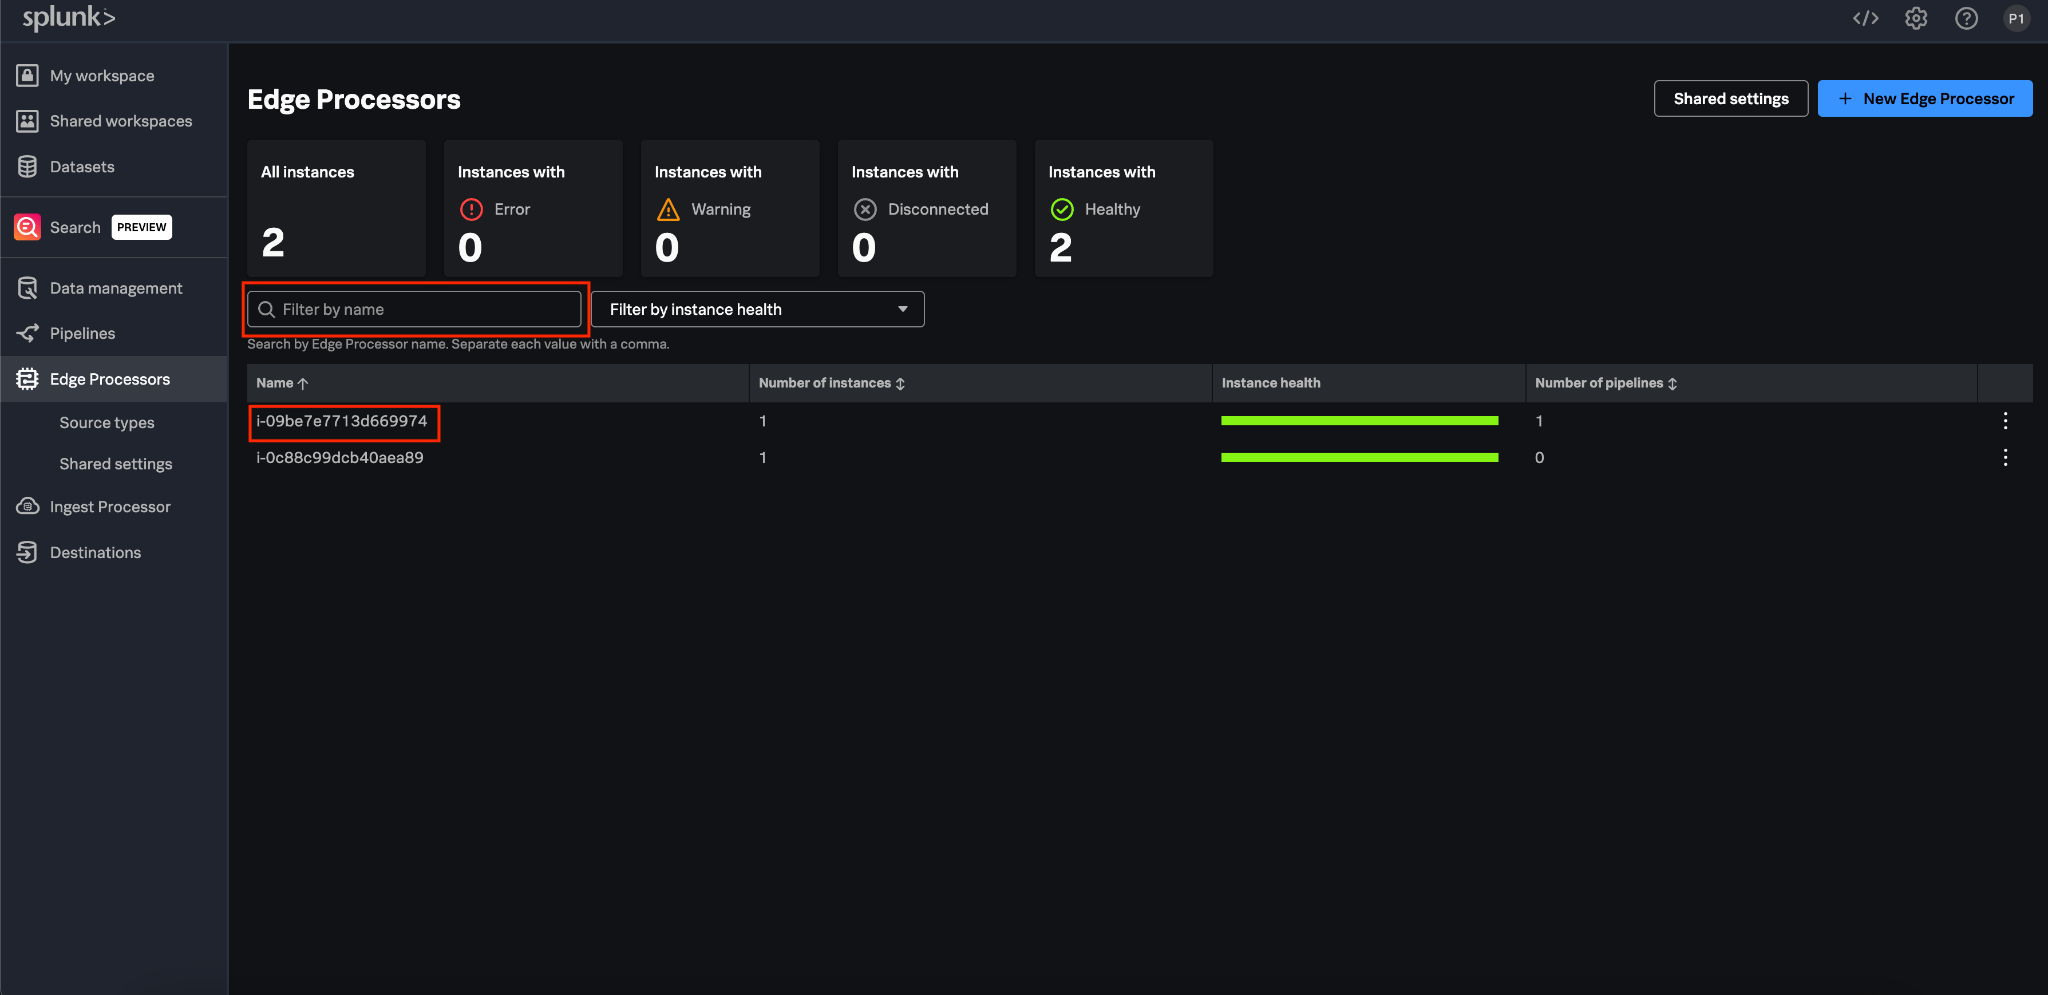 splunk>
P1
My workspace
Shared workspaces
Datasets
Search PREVIEW
Data management
Pipelines
Edge Processors
Source types
Shared settings
Ingest Processor
Destinations
Edge Processors
Shared settings
+ New Edge Processor
All instances
2
Instances with
Error
0
Instances with
Warning
0
Instances with
Disconnected
0
Instances with
Healthy
2
Filter by name
Filter by instance health
Search by Edge Processor name. Separate each value with a comma.
Name Number of instances Instance health Number of pipelines
i-09be7e7713d669974 1 1
i-0c88c99dcb40aea89 1 0